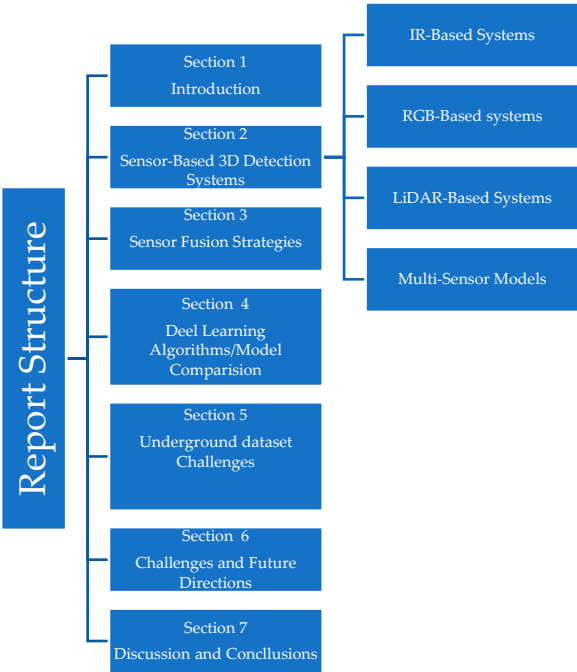 Report Structure
Section 1
Introduction
Section 2
Sensor-Based 3D Detection
Systems
IR-Based Systems
RGB-Based systems
LiDAR-Based Systems
Multi-Sensor Models
Section 3
Sensor Fusion Strategies
Section 4
Deel Learning
Algorithms/Model
Comparision
Section 5
Underground dataset
Challenges
Section 6
Challenges and Future
Directions
Section 7
Discussion and Concllusions